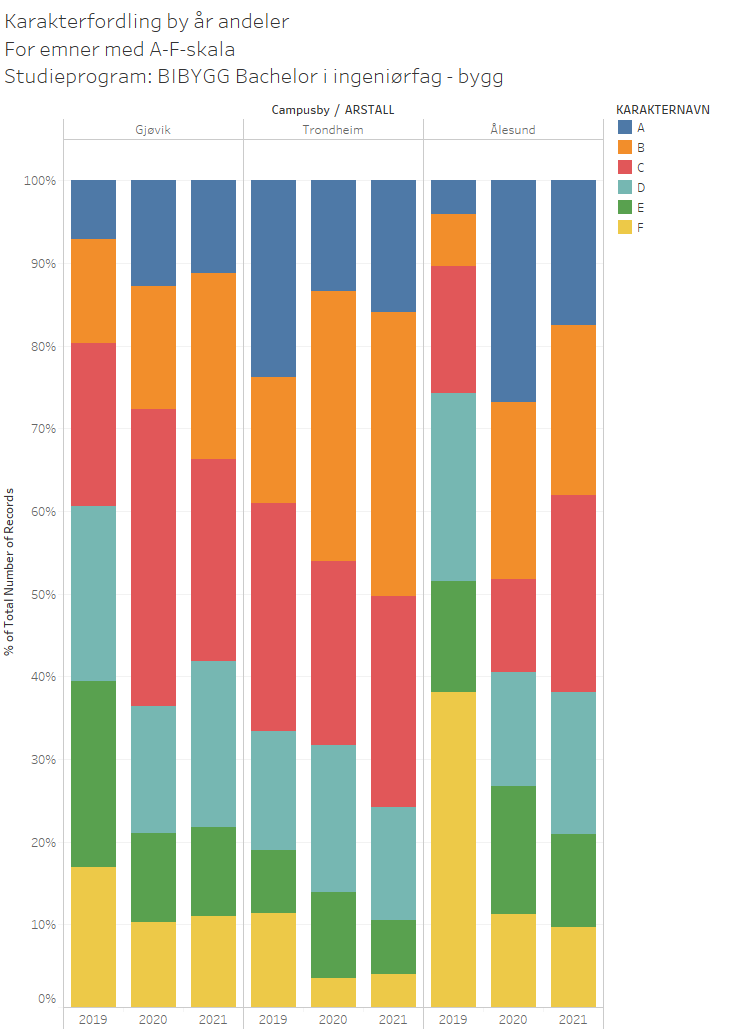 Karakterfordling by år andeler
For emner med A-F-skala
Studieprogram: BIBYGG Bachelor i ingeniørfag - bygg
Campusby / ARSTALL
KARAKTERNAVN
Gjøvik Trondheim Ålesund
A
B
C
D
E
F
100%
90%
80%
70%
60%
50%
40%
30%
20%
10%
0%
% of Total Number of Records
2019 2020 2021 2019 2020 2021 2019 2020 2021